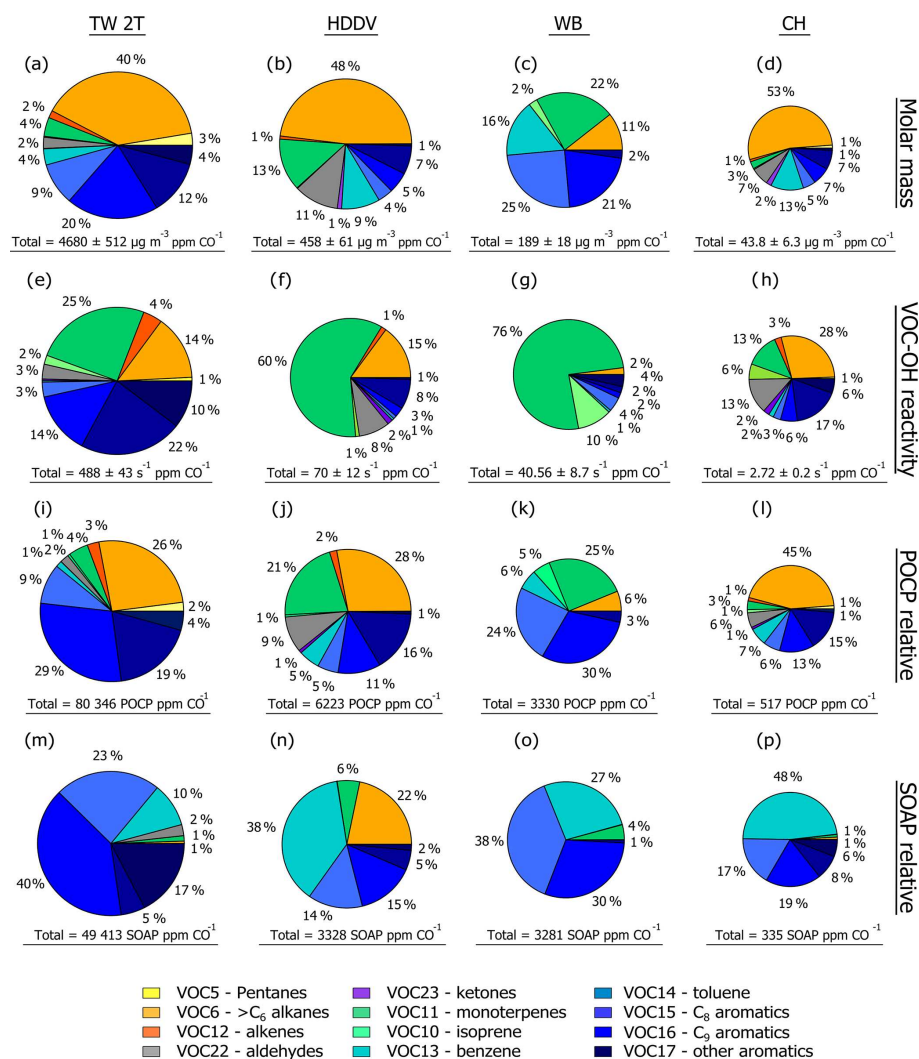 TW 2T HDDV WB CH
(a) (b) (c) (d)
40 % 2 % 4 % 2 % 4 % 9 % 20 % 12 % 4 % 3 %
48 % 1 % 13 % 11 % 1 % 9 % 4 % 5 % 7 % 1 %
22 % 2 % 16 % 25 % 21 % 2 % 11 %
53 % 1 % 3 % 7 % 2 % 13 % 5 % 7 % 7 % 1 % 1 %
Molar mass
Total = 4680 ± 512 µg m⁻³ ppm CO⁻¹
Total = 458 ± 61 µg m⁻³ ppm CO⁻¹
Total = 189 ± 18 µg m⁻³ ppm CO⁻¹
Total = 43.8 ± 6.3 µg m⁻³ ppm CO⁻¹
(e) (f) (g) (h)
25 % 4 % 14 % 1 % 10 % 22 % 14 % 3 % 3 % 2 %
60 % 1 % 15 % 1 % 8 % 3 % 1 % 2 % 8 % 1 %
76 % 2 % 4 % 2 % 2 % 4 % 1 % 10 %
13 % 3 % 28 % 1 % 6 % 17 % 6 % 3 % 2 % 2 % 13 % 6 %
VOC-OH reactivity
Total = 488 ± 43 s⁻¹ ppm CO⁻¹
Total = 70 ± 12 s⁻¹ ppm CO⁻¹
Total = 40.56 ± 8.7 s⁻¹ ppm CO⁻¹
Total = 2.72 ± 0.2 s⁻¹ ppm CO⁻¹
(i) (j) (k) (l)
1 % 4 % 3 % 26 % 2 % 4 % 19 % 29 % 9 % 1 % 2 %
21 % 2 % 28 % 1 % 16 % 11 % 5 % 5 % 1 % 9 % 1 %
5 % 25 % 6 % 3 % 30 % 24 % 6 %
45 % 1 % 1 % 15 % 13 % 6 % 7 % 1 % 6 % 1 % 3 % 1 %
POCP relative
Total = 80 346 POCP ppm CO⁻¹
Total = 6223 POCP ppm CO⁻¹
Total = 3330 POCP ppm CO⁻¹
Total = 517 POCP ppm CO⁻¹
(m) (n) (o) (p)
23 % 10 % 2 % 1 % 1 % 17 % 5 % 40 %
6 % 22 % 2 % 5 % 15 % 14 % 38 %
27 % 4 % 1 % 30 % 38 %
48 % 1 % 1 % 6 % 8 % 19 % 17 %
SOAP relative
Total = 49 413 SOAP ppm CO⁻¹
Total = 3328 SOAP ppm CO⁻¹
Total = 3281 SOAP ppm CO⁻¹
Total = 335 SOAP ppm CO⁻¹
VOC5 - Pentanes
VOC6 - >C₆ alkanes
VOC12 - alkenes
VOC22 - aldehydes
VOC23 - ketones
VOC11 - monoterpenes
VOC10 - isoprene
VOC13 - benzene
VOC14 - toluene
VOC15 - C₈ aromatics
VOC16 - C₉ aromatics
VOC17 - other aromatics